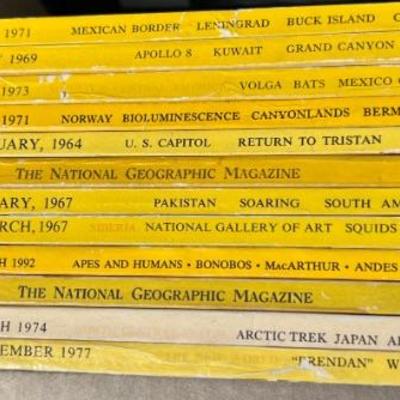 1971 MEXICAN BORDER LENINGRAD BUCK ISLAND
1969 APOLLO 8 KUWAIT GRAND CANYON
1973 VOLGA BATS MEXICO
1971 NORWAY BIOLUMINESCENCE CANYONLANDS BERM
UARY, 1964 U. S. CAPITOL RETURN TO TRISTAN
THE NATIONAL GEOGRAPHIC MAGAZINE
ARY, 1967 PAKISTAN SOARING SOUTH AM
RCH, 1967 SIBERIA NATIONAL GALLERY OF ART SQUIDS
H 1992 APES AND HUMANS • BONOBOS • MACARTHUR • ANDES
THE NATIONAL GEOGRAPHIC MAGAZINE
H 1974 ARCTIC TREK JAPAN
EMBER 1977 "BRENDAN" W